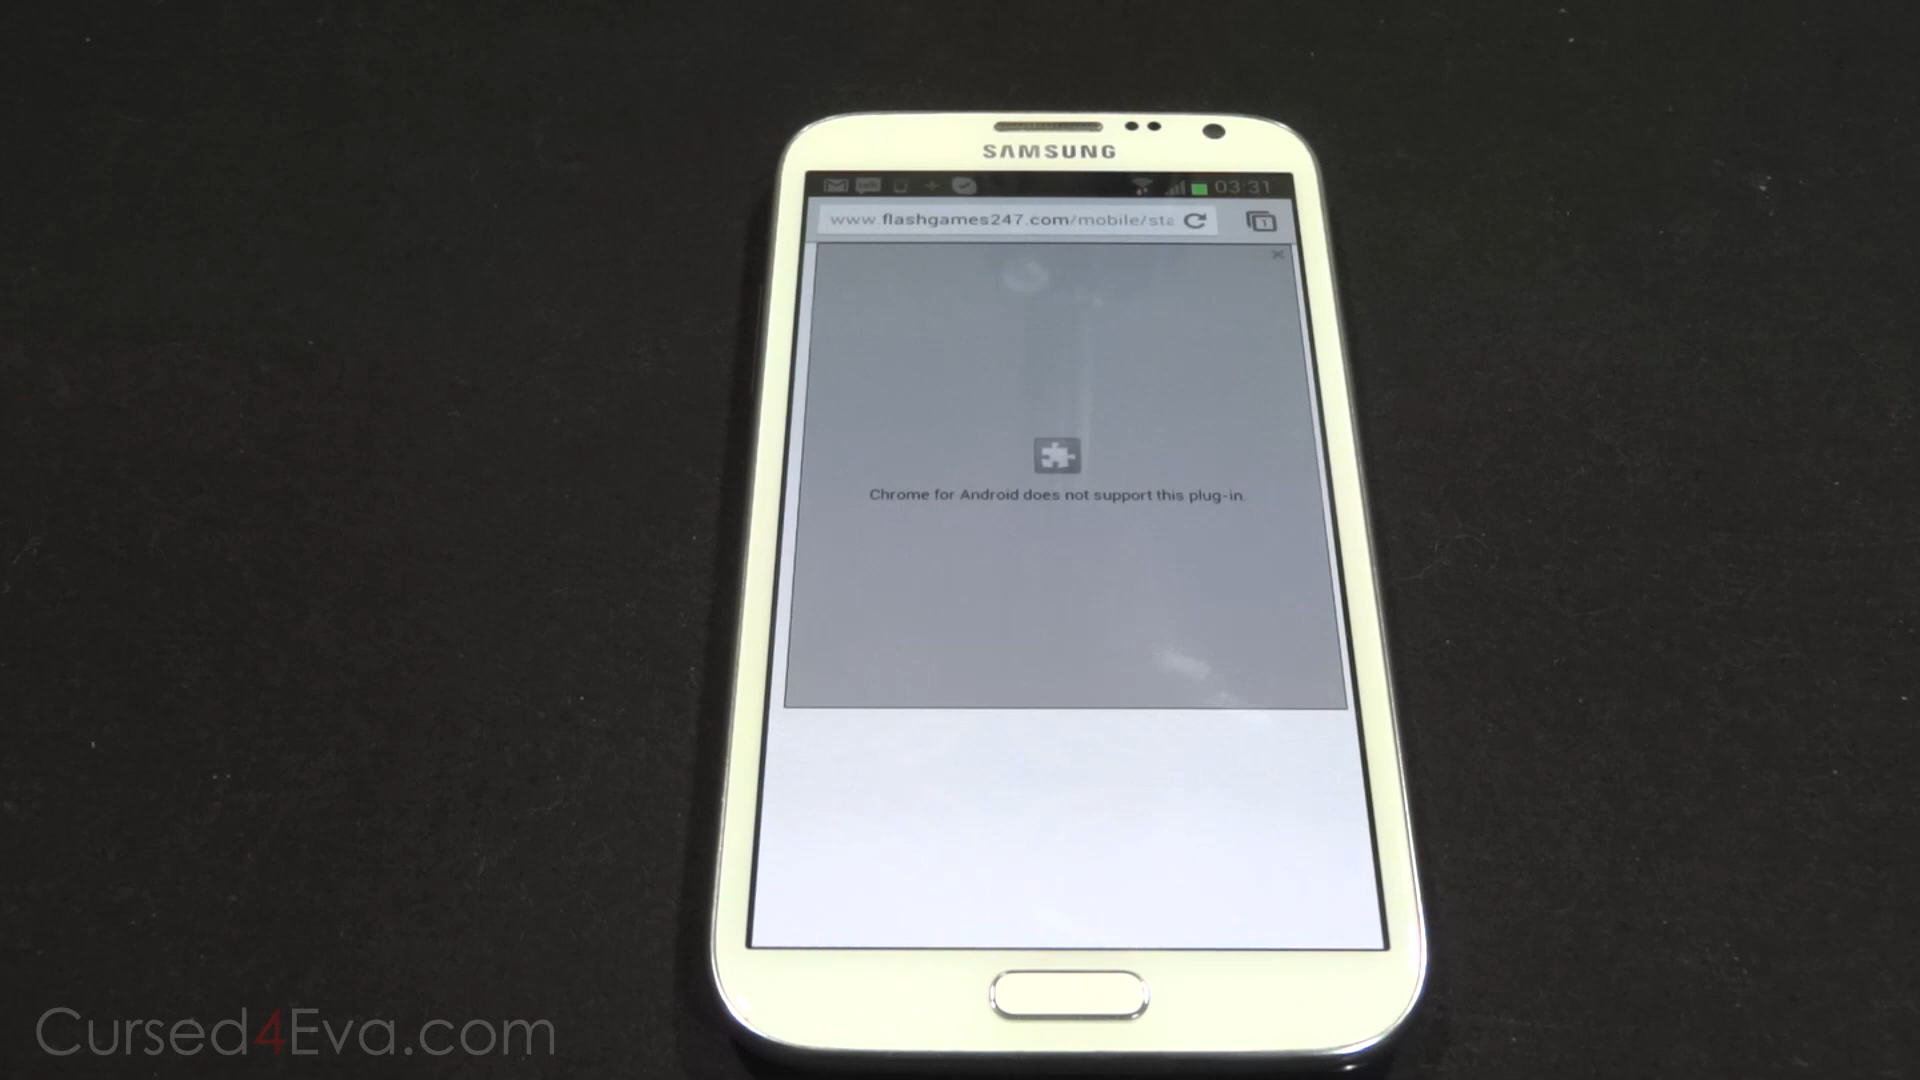 SAMSUNG
03:31
www.flashgames247.com/mobile/sta
1
Chrome for Android does not support this plug-in.
Cursed4Eva.com